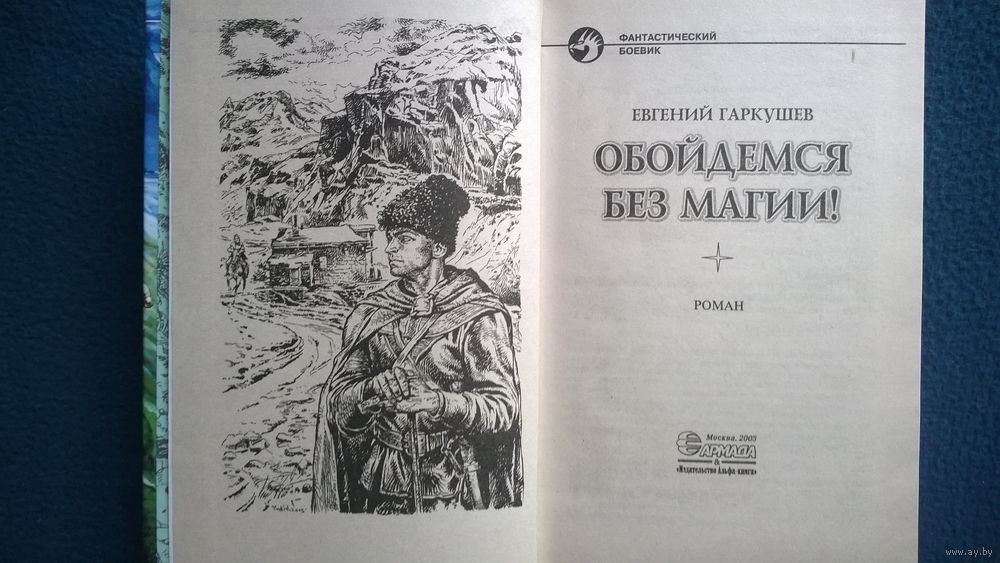 ФАНТАСТИЧЕСКИЙ
БОЕВИК
ЕВГЕНИЙ ГАРКУШЕВ
ОБОЙДЕМСЯ
БЕЗ МАГИИ!
РОМАН
Москва, 2003
АРМАДА
&
«Издательство Альфа-книга»
www.ay.by